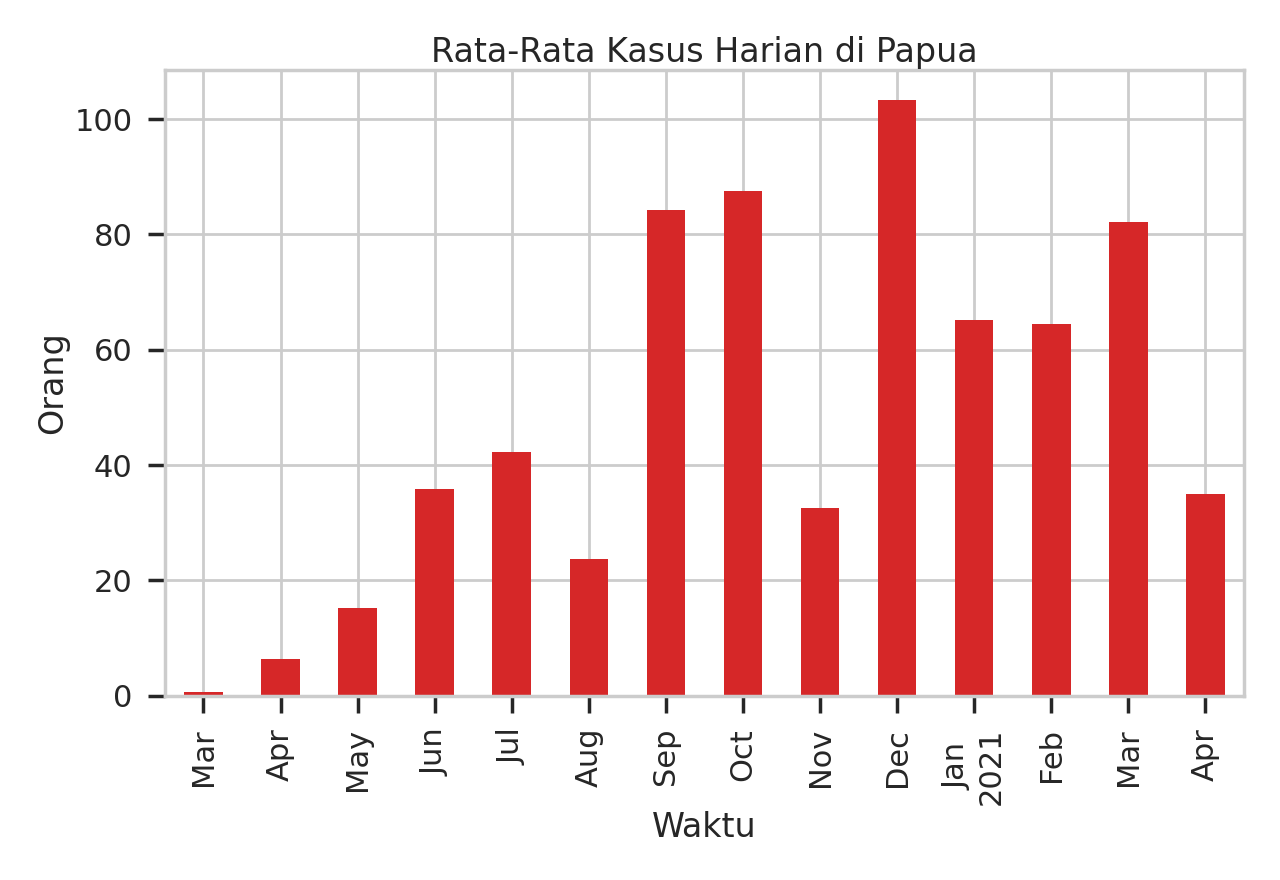 Rata-Rata Kasus Harian di Papua
Orang
100
80
60
40
20
0
Mar
Apr
May
Jun
Jul
Aug
Sep
Oct
Nov
Dec
Jan
2021
Feb
Mar
Apr
Waktu